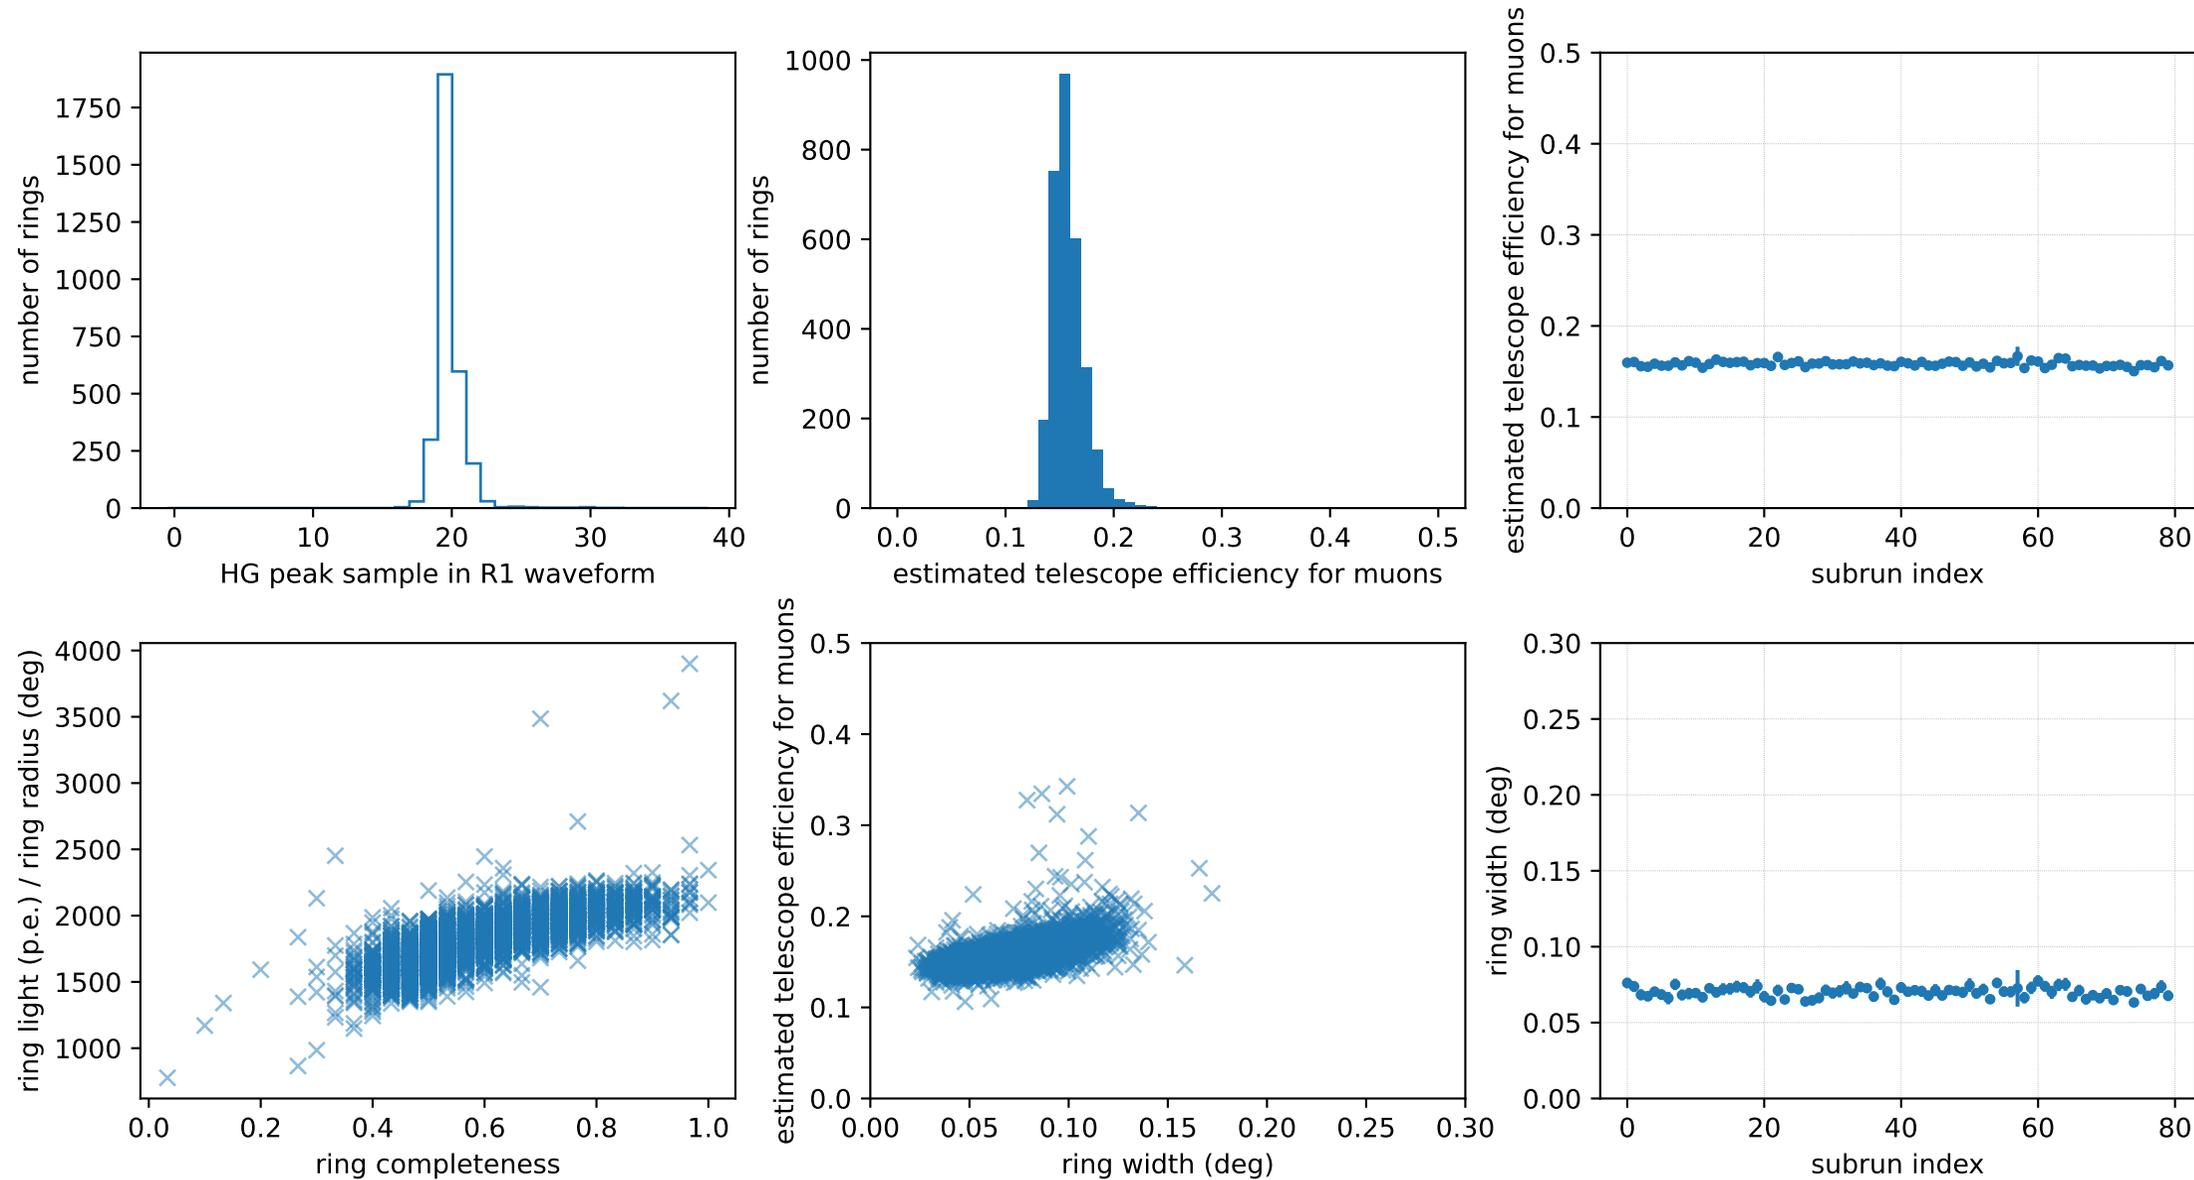 number of rings
1750
1500
1250
1000
750
500
250
0
0 10 20 30 40
HG peak sample in R1 waveform
number of rings
1000
800
600
400
200
0
0.0 0.1 0.2 0.3 0.4 0.5
estimated telescope efficiency for muons
estimated telescope efficiency for muons
0.5
0.4
0.3
0.2
0.1
0.0
0 20 40 60 80
subrun index
ring light (p.e.) / ring radius (deg)
4000
3500
3000
2500
2000
1500
1000
0.0 0.2 0.4 0.6 0.8 1.0
ring completeness
estimated telescope efficiency for muons
0.5
0.4
0.3
0.2
0.1
0.0
0.00 0.05 0.10 0.15 0.20 0.25 0.30
ring width (deg)
ring width (deg)
0.30
0.25
0.20
0.15
0.10
0.05
0.00
0 20 40 60 80
subrun index